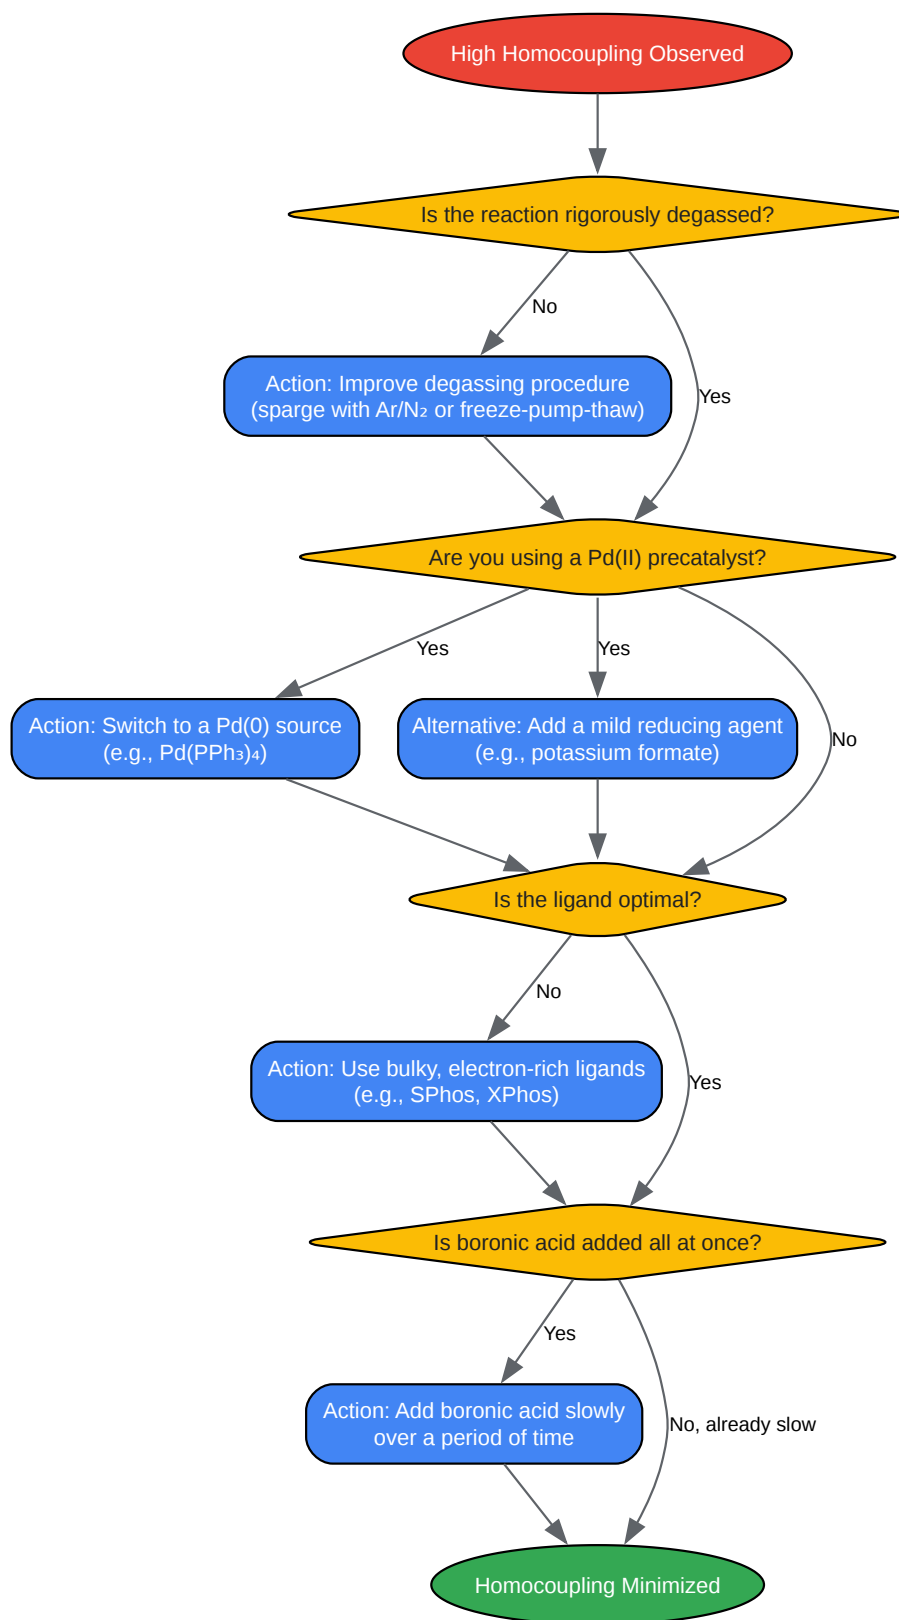 High Homocoupling Observed
Is the reaction rigorously degassed?
No
Action: Improve degassing procedure
(sparge with Ar/N₂ or freeze-pump-thaw)
Yes
Are you using a Pd(II) precatalyst?
Yes
Yes
Action: Switch to a Pd(0) source
(e.g., Pd(PPh₃)₄)
Alternative: Add a mild reducing agent
(e.g., potassium formate)
No
Is the ligand optimal?
No
Action: Use bulky, electron-rich ligands
(e.g., SPhos, XPhos)
Yes
Is boronic acid added all at once?
Yes
Action: Add boronic acid slowly
over a period of time
No, already slow
Homocoupling Minimized